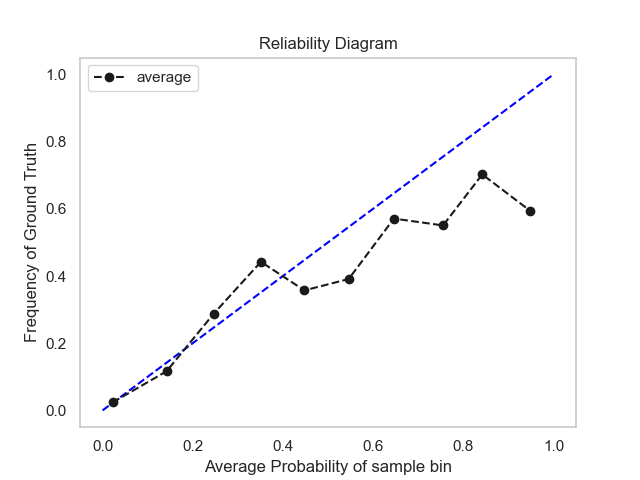 Reliability Diagram
average
Frequency of Ground Truth
1.0
0.8
0.6
0.4
0.2
0.0
0.0 0.2 0.4 0.6 0.8 1.0
Average Probability of sample bin